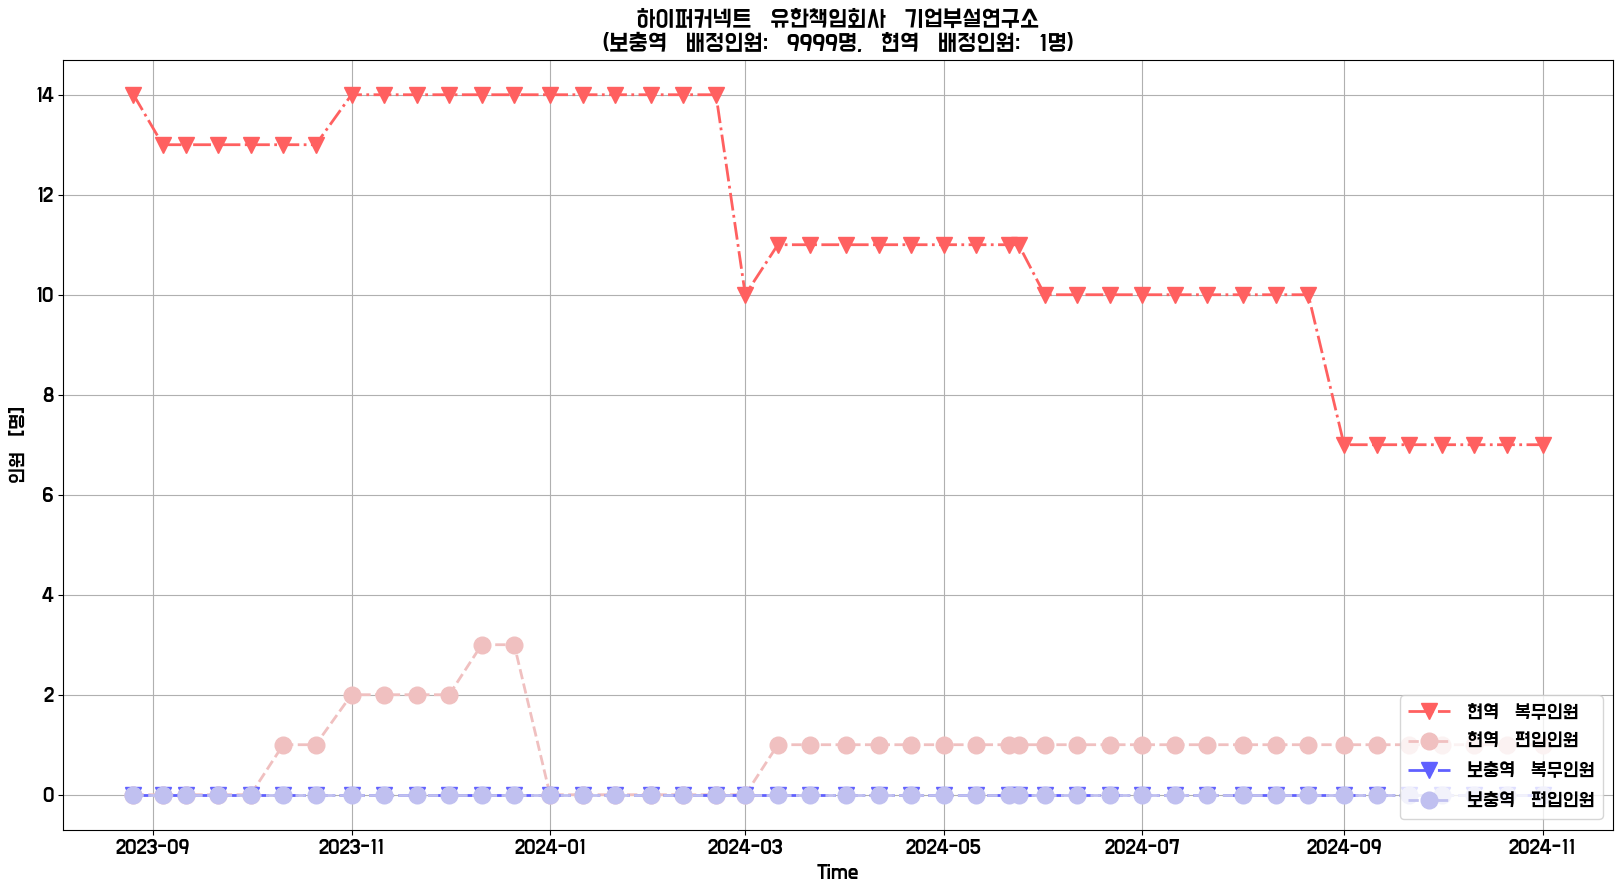 하이퍼커넥트 유한책임회사 기업부설연구소
(보충역 배정인원: 9999명, 현역 배정인원: 1명)
14
12
10
8
6
4
2
0
인원 [명]
2023-09
2023-11
2024-01
2024-03
2024-05
2024-07
2024-09
2024-11
Time
현역 복무인원
현역 편입인원
보충역 복무인원
보충역 편입인원